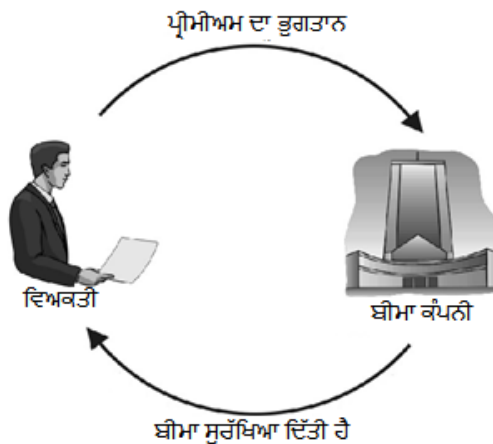 ਪ੍ਰੀਮੀਅਮ ਦਾ ਭੁਗਤਾਨ
ਵਿਅਕਤੀ
ਬੀਮਾ ਕੰਪਨੀ
ਬੀਮਾ ਸੁਰੱਖਿਆ ਦਿੱਤੀ ਹੈ